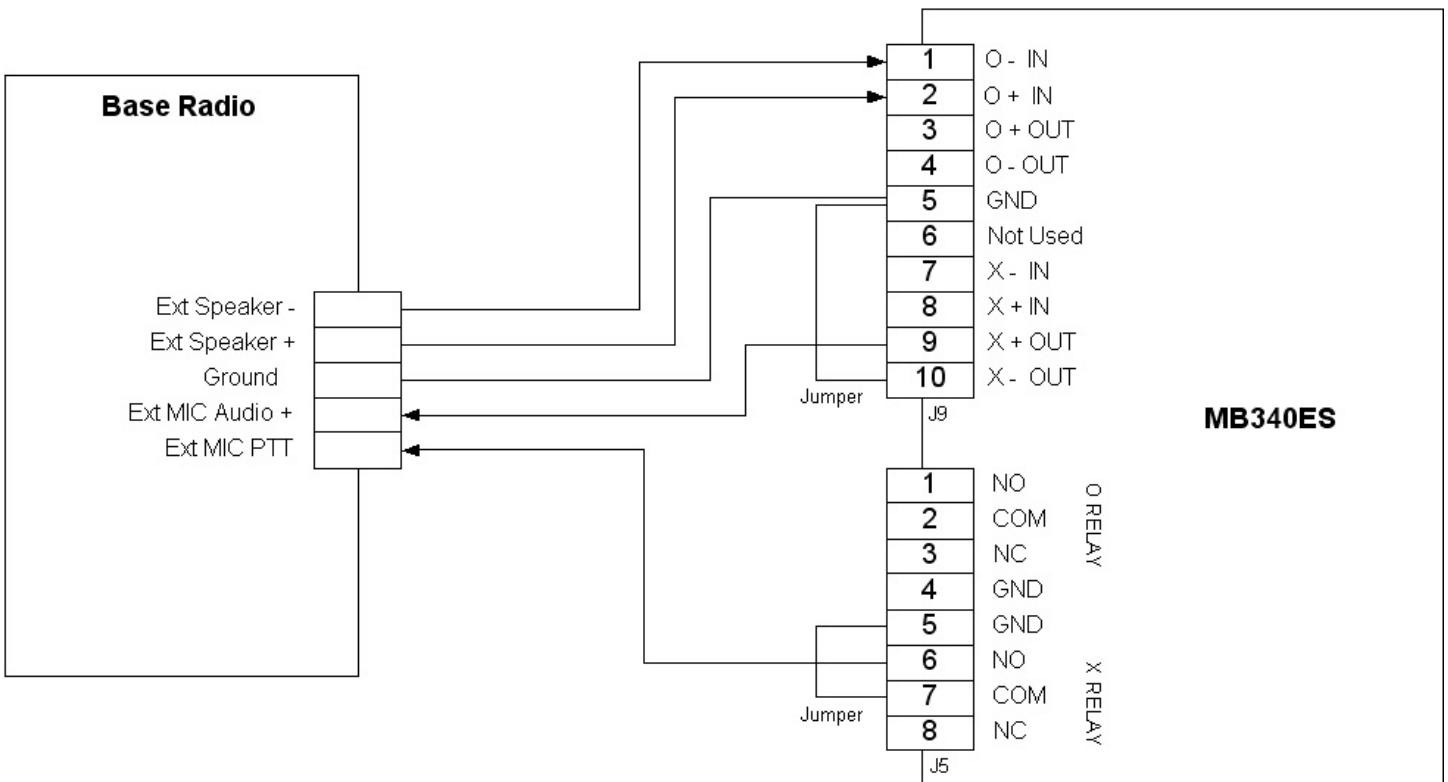 Base Radio
Ext Speaker -
Ext Speaker +
Ground
Ext MIC Audio +
Ext MIC PTT
1 O - IN
2 O + IN
3 O + OUT
4 O - OUT
5 GND
6 Not Used
7 X - IN
8 X + IN
9 X + OUT
10 X - OUT
Jumper
J9
MB340ES
1 NO
2 COM
3 NC
O RELAY
4 GND
5 GND
6 NO
7 COM
8 NC
X RELAY
Jumper
J5